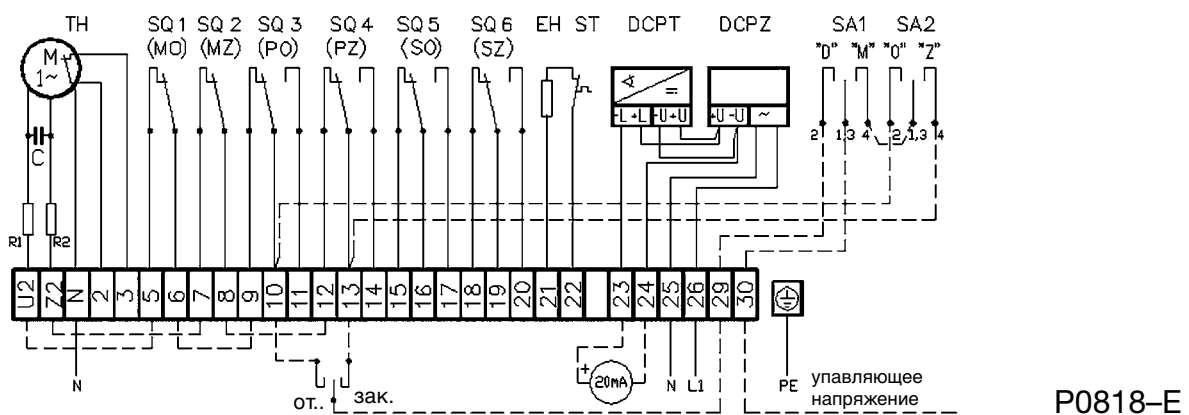 TH SQ 1 SQ 2 SQ 3 SQ 4 SQ 5 SQ 6 EH ST DCPT DCPZ SA1 SA2
(MO) (MZ) (PO) (PZ) (SO) (SZ) "D" "M" "O" "Z"
M
1~
=
-L +L -U +U +U -U ~
C
2 1,3 4 2 1,3 4
R1 R2
U2 Z2 N 2 3 5 6 7 8 9 10 11 12 13 14 15 16 17 18 19 20 21 22 23 24 25 26 29 30
N
от.. зак.
+
20mA
N L1
PE
упавляющее
напряжение
P0818–E